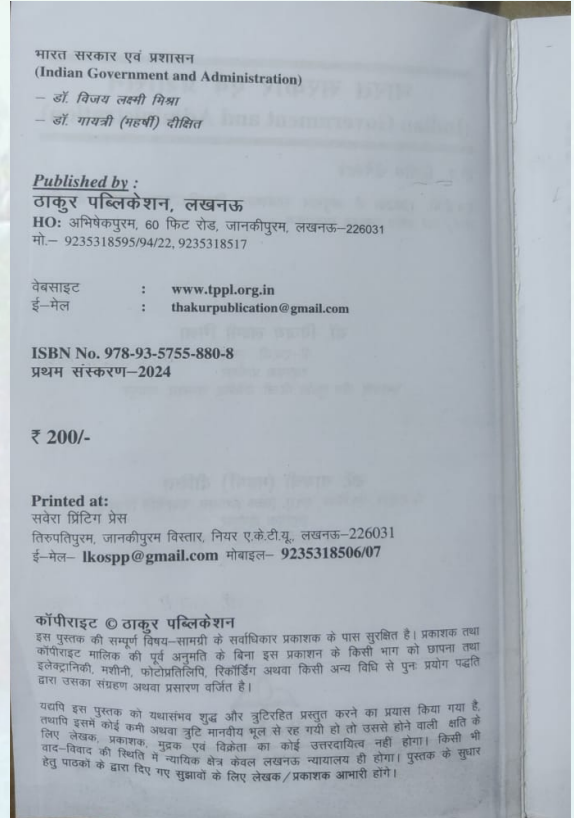 भारत सरकार एवं प्रशासन
(Indian Government and Administration)
– डॉ. विजय लक्ष्मी मिश्रा
– डॉ. गायत्री (महर्षी) दीक्षित
Published by :
ठाकुर पब्लिकेशन, लखनऊ
HO: अभिषेकपुरम, 60 फिट रोड, जानकीपुरम, लखनऊ–226031
मो.– 9235318595/94/22, 9235318517
वेबसाइट : www.tppl.org.in
ई–मेल : thakurpublication@gmail.com
ISBN No. 978-93-5755-880-8
प्रथम संस्करण–2024
₹ 200/-
Printed at:
सवेरा प्रिंटिग प्रेस
तिरुपतिपुरम, जानकीपुरम विस्तार, नियर ए.के.टी.यू., लखनऊ–226031
ई–मेल– lkospp@gmail.com मोबाइल– 9235318506/07
कॉपीराइट © ठाकुर पब्लिकेशन
इस पुस्तक की सम्पूर्ण विषय–सामग्री के सर्वाधिकार प्रकाशक के पास सुरक्षित है। प्रकाशक तथा
कॉपीराइट मालिक की पूर्व अनुमति के बिना इस प्रकाशन के किसी भाग को छापना तथा
इलेक्ट्रानिकी, मशीनी, फोटोप्रतिलिपि, रिकॉर्डिंग अथवा किसी अन्य विधि से पुनः प्रयोग पद्धति
द्वारा उसका संग्रहण अथवा प्रसारण वर्जित है।
यद्यपि इस पुस्तक को यथासंभव शुद्ध और त्रुटिरहित प्रस्तुत करने का प्रयास किया गया है,
तथापि इसमें कोई कमी अथवा त्रुटि मानवीय भूल से रह गयी हो तो उससे होने वाली क्षति के
लिए लेखक, प्रकाशक, मुद्रक एवं विक्रेता का कोई उत्तरदायित्व नहीं होगा। किसी भी
वाद–विवाद की स्थिति में न्यायिक क्षेत्र केवल लखनऊ न्यायालय ही होगा। पुस्तक के सुधार
हेतु पाठकों के द्वारा दिए गए सुझावों के लिए लेखक/प्रकाशक आभारी होंगे।